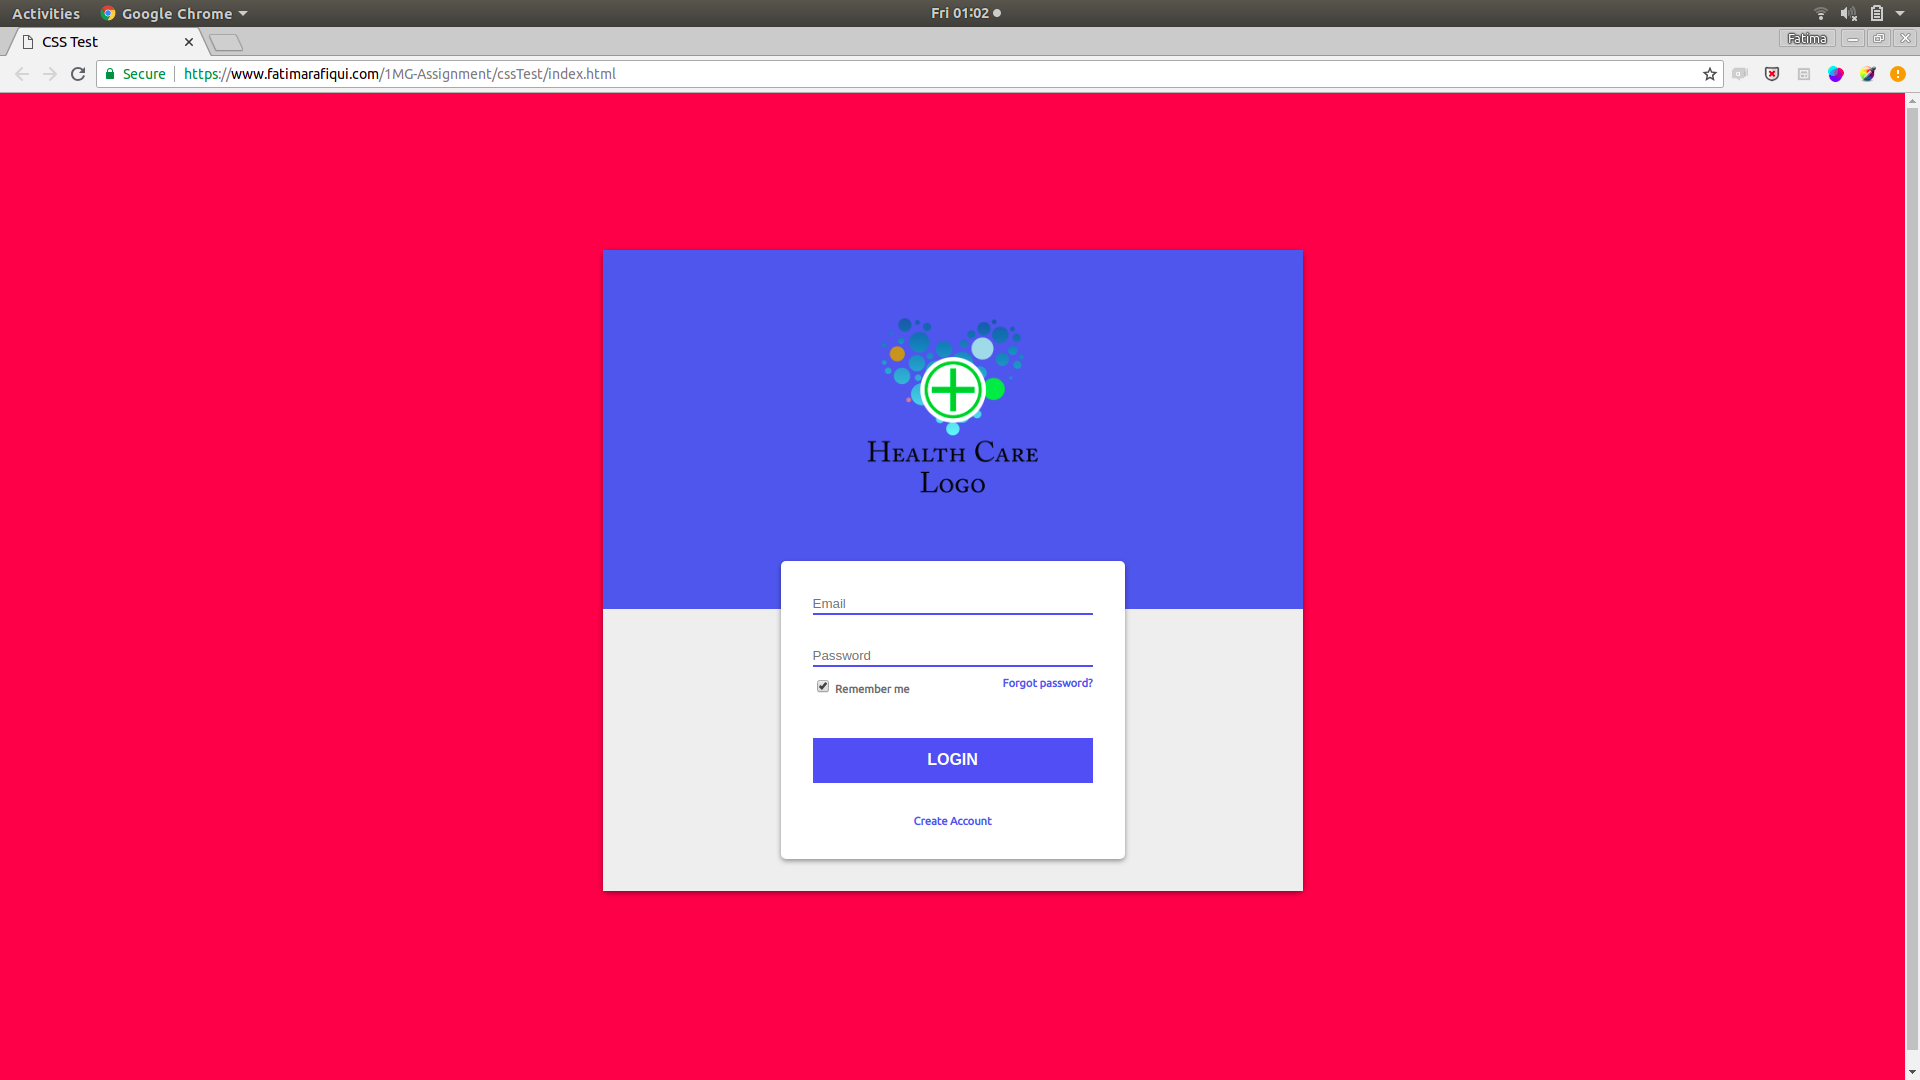 Activities Google Chrome Fri 01:02
CSS Test Fatima
Secure https://www.fatimarafiqui.com/1MG-Assignment/cssTest/index.html
Health Care
Logo
Email
Password
Remember me Forgot password?
LOGIN
Create Account